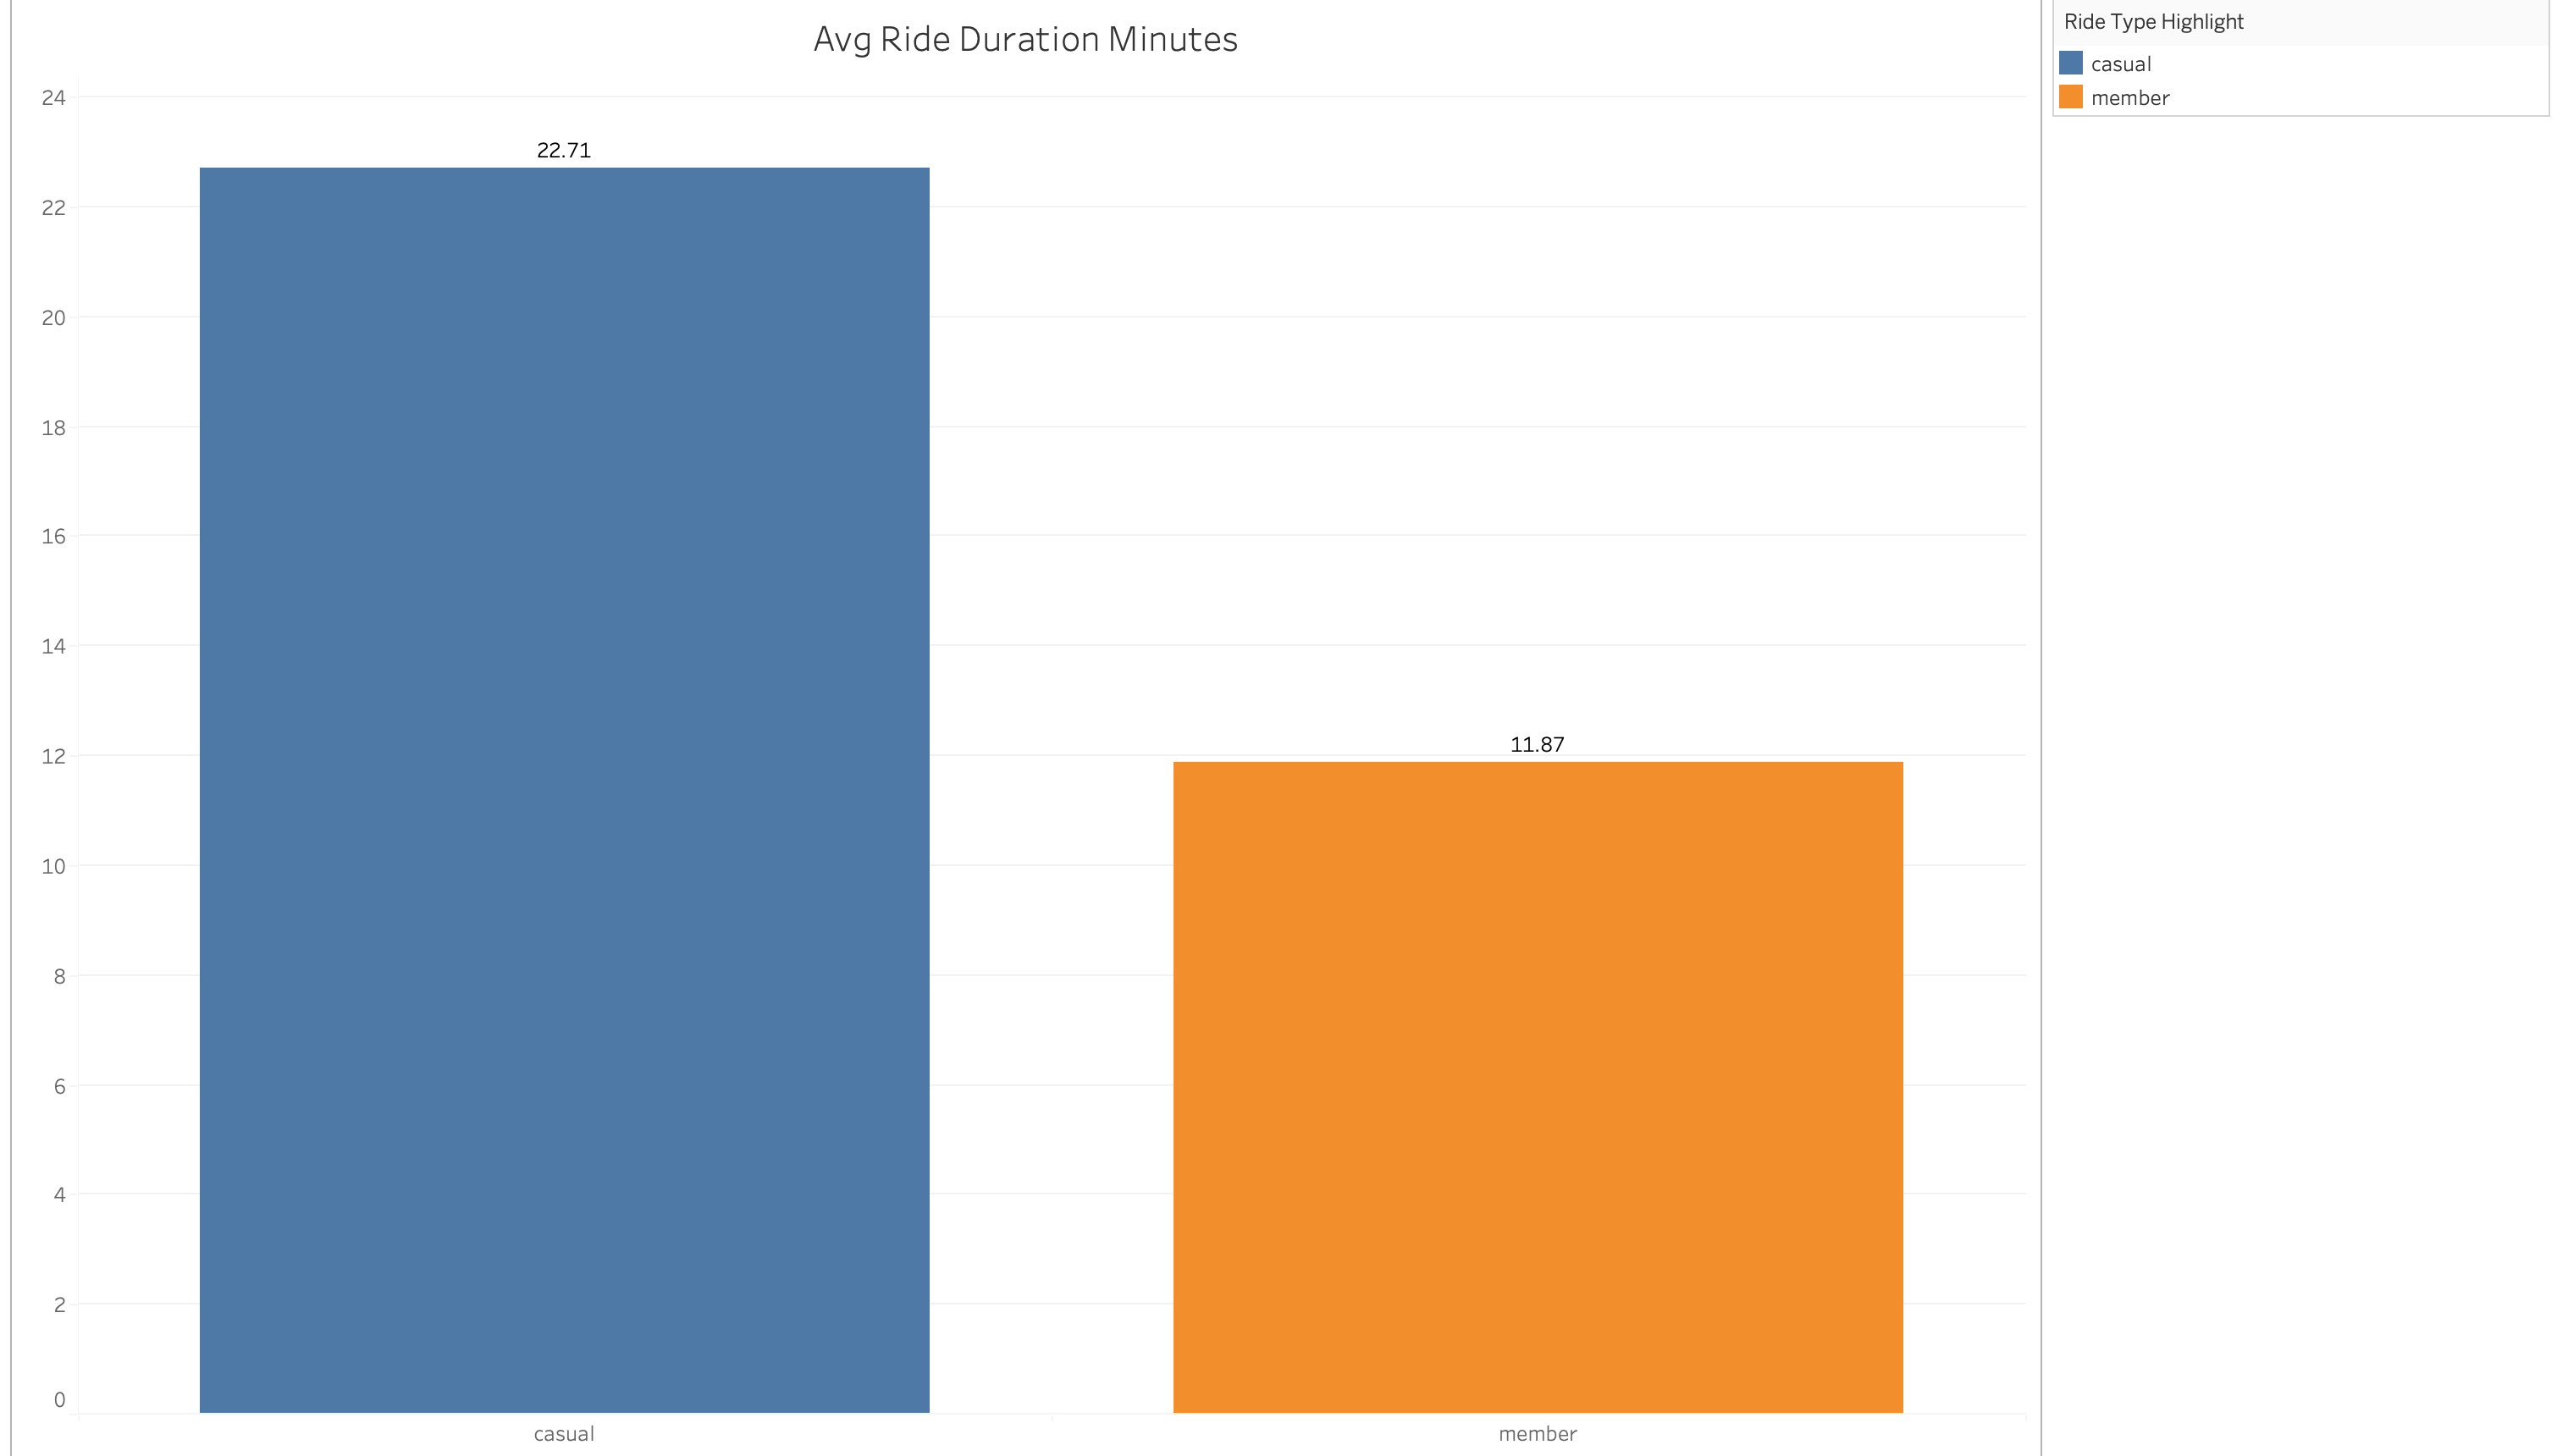 Avg Ride Duration Minutes
Ride Type Highlight
casual
member
24
22
20
18
16
14
12
10
8
6
4
2
0
22.71
11.87
casual
member